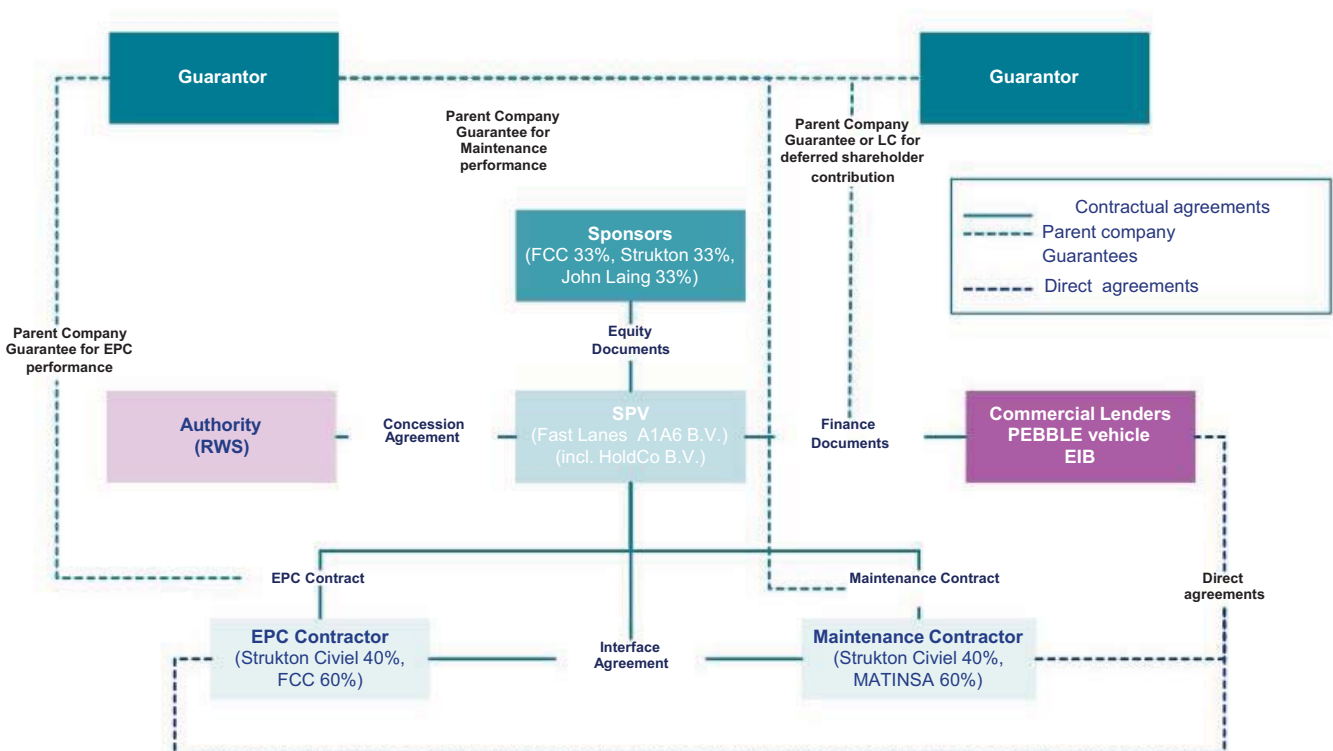 Guarantor
Guarantor
Parent Company
Guarantee for
Maintenance
performance
Parent Company
Guarantee or LC for
deferred shareholder
contribution
Contractual agreements
Parent company
Guarantees
Direct agreements
Sponsors
(FCC 33%, Strukton 33%,
John Laing 33%)
Parent Company
Guarantee for EPC
performance
Equity
Documents
Authority
(RWS)
Concession
Agreement
SPV
(Fast Lanes A1A6 B.V.)
(incl. HoldCo B.V.)
Finance
Documents
Commercial Lenders
PEBBLE vehicle
EIB
EPC Contract
Maintenance Contract
Direct
agreements
EPC Contractor
(Strukton Civiel 40%,
FCC 60%)
Interface
Agreement
Maintenance Contractor
(Strukton Civiel 40%,
MATINSA 60%)